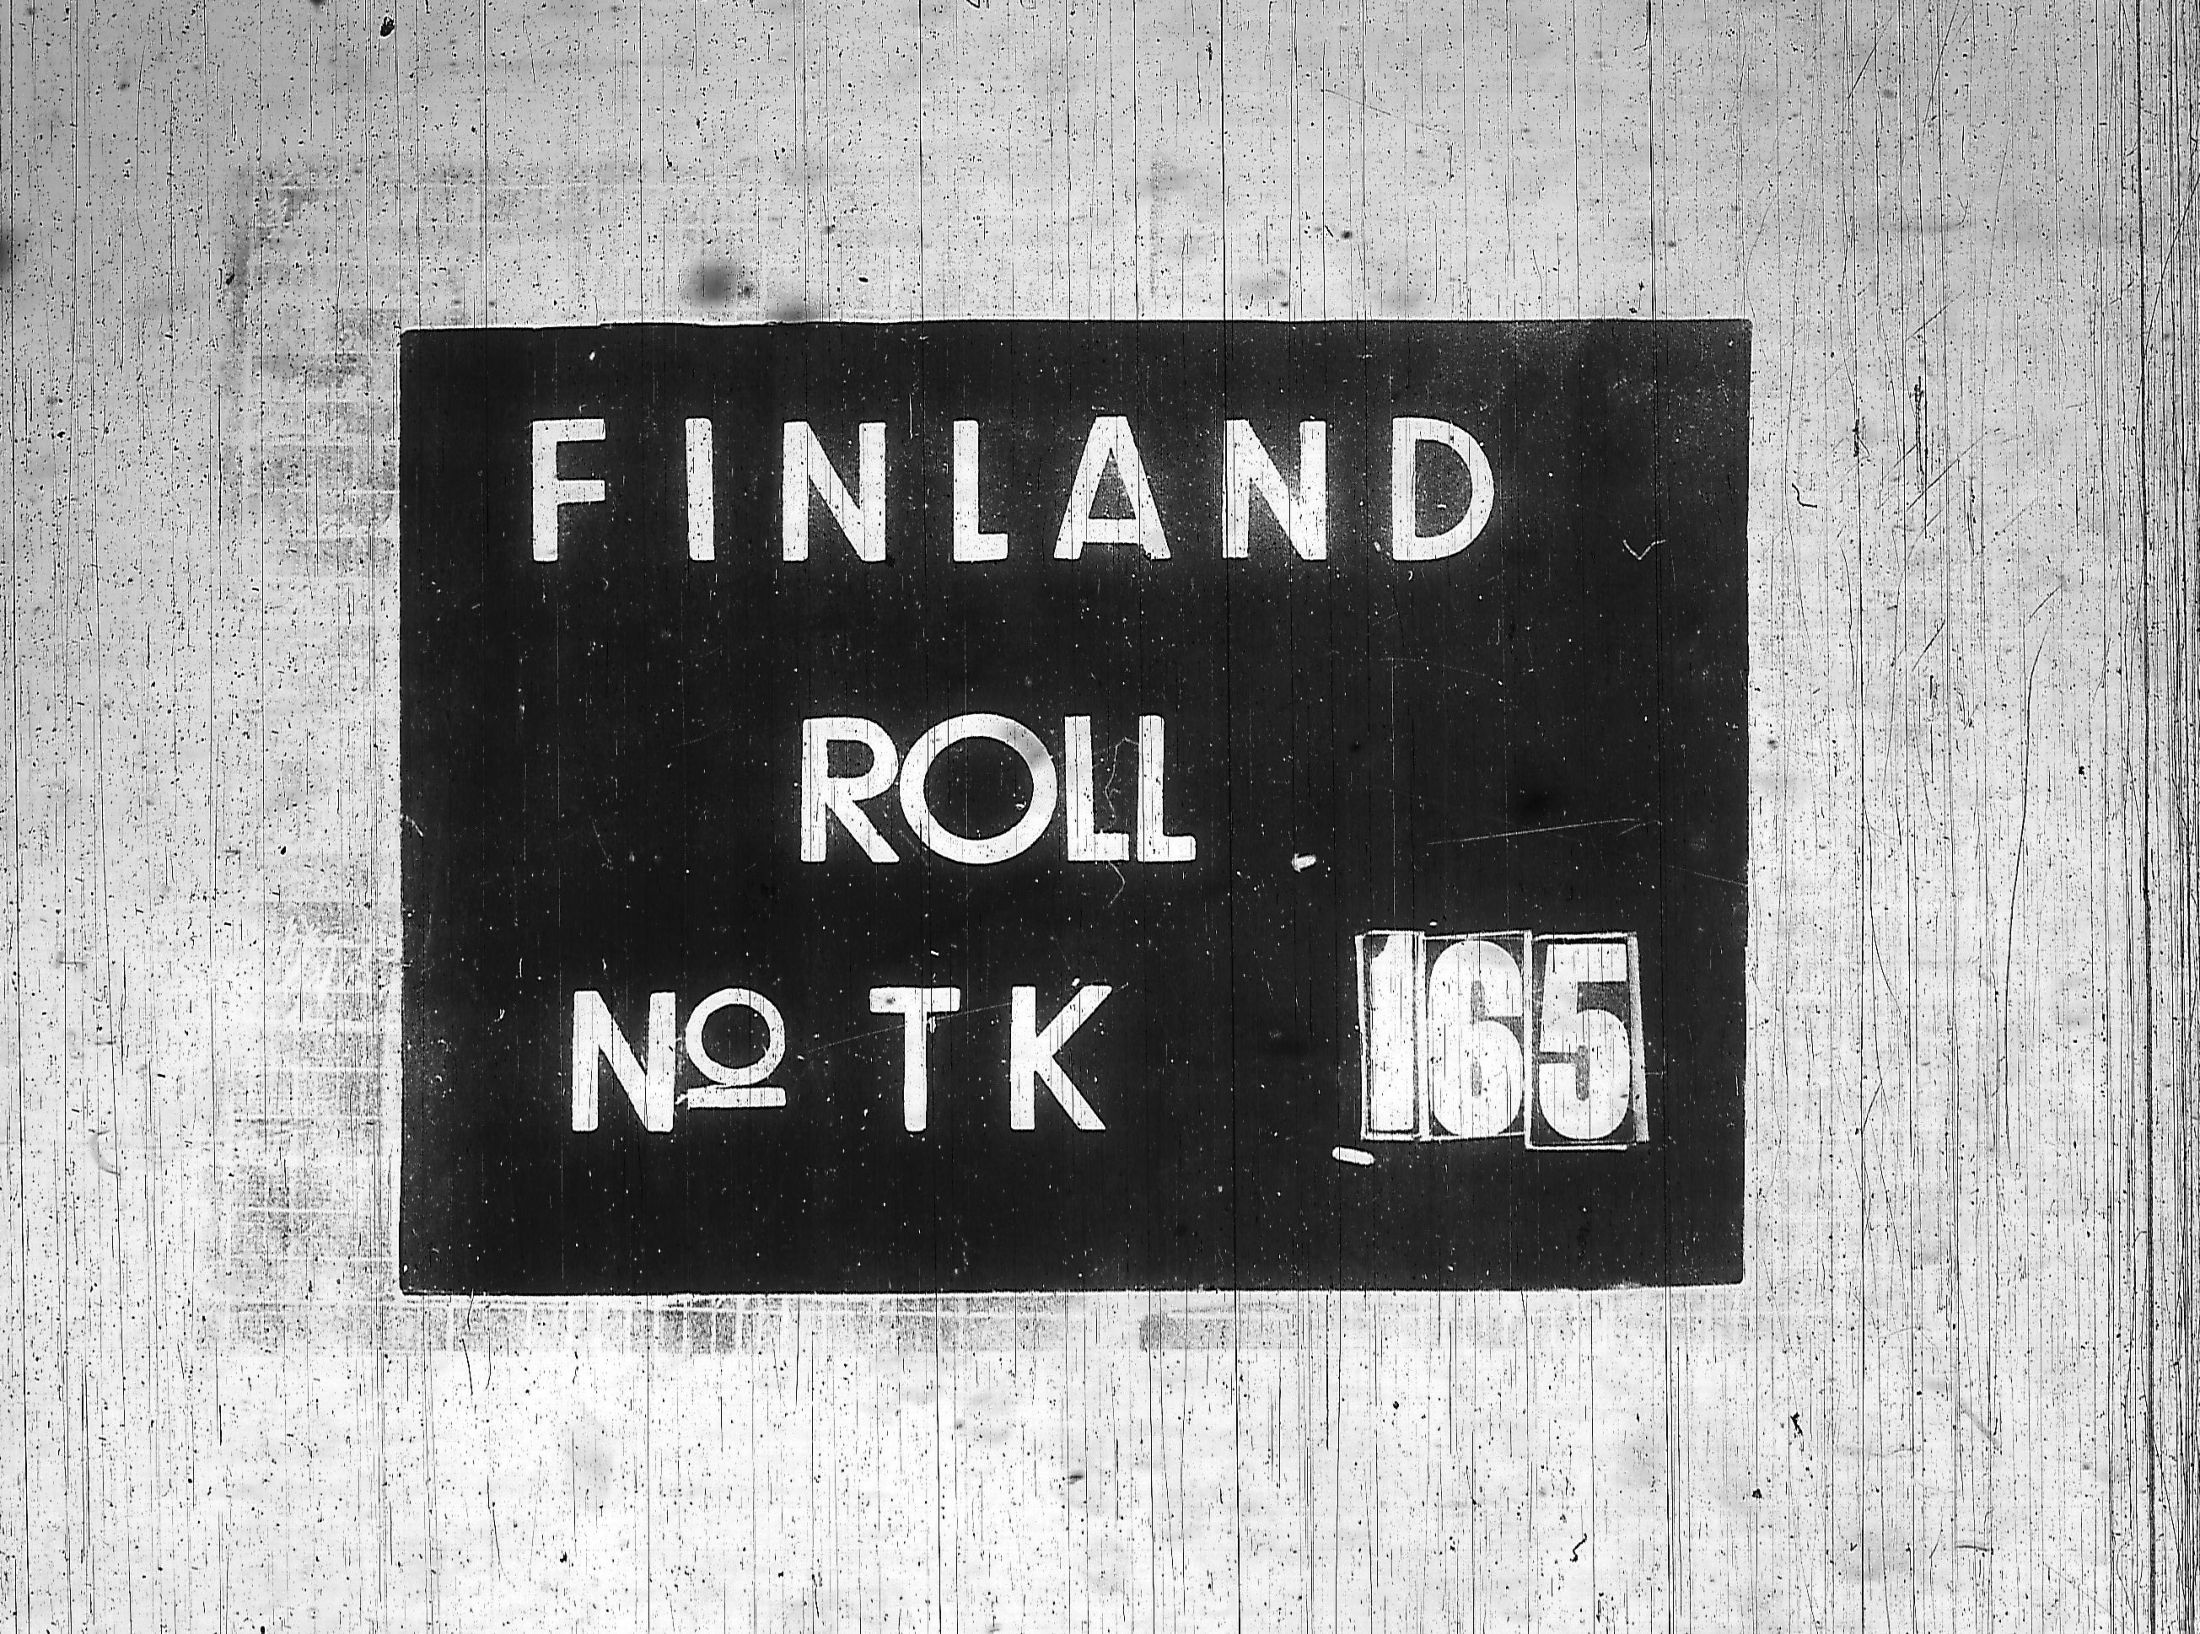 FINLAND
ROLL
Nº TK 165